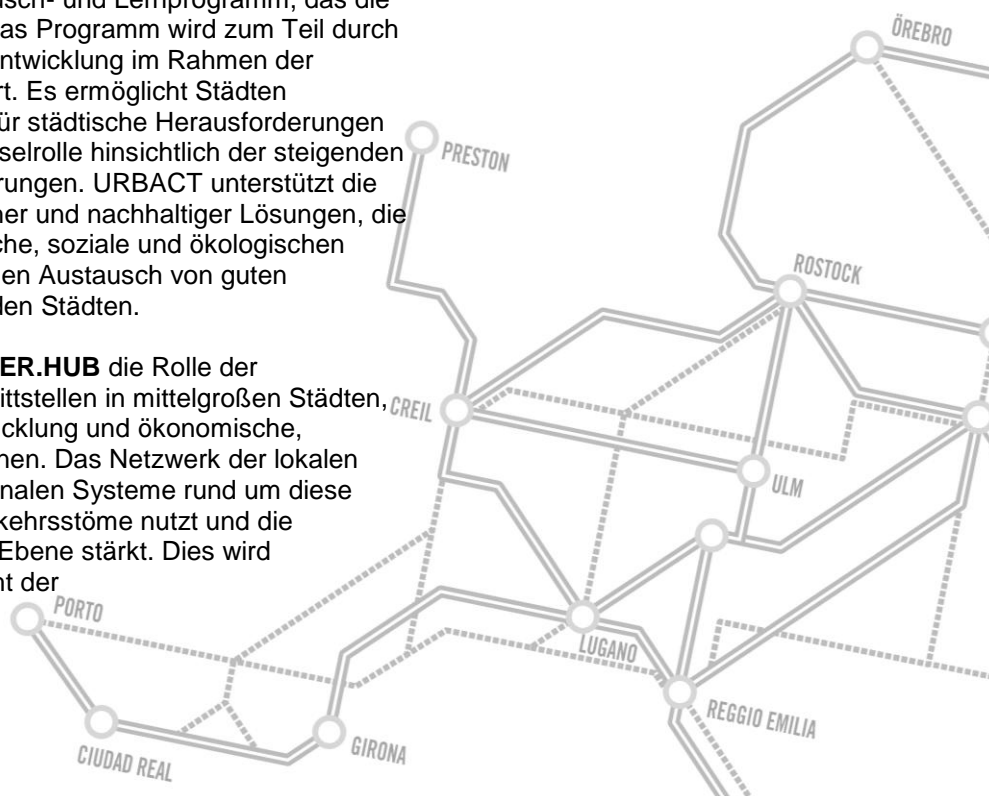 usch- und Lernprogramm, das die
as Programm wird zum Teil durch
ntwicklung im Rahmen der
rt. Es ermöglicht Städten
ür städtische Herausforderungen
selrolle hinsichtlich der steigenden
rungen. URBACT unterstützt die
her und nachhaltiger Lösungen, die
che, soziale und ökologischen
en Austausch von guten
den Städten.
ER.HUB die Rolle der
ittstellen in mittelgroßen Städten,
cklung und ökonomische,
hen. Das Netzwerk der lokalen
onalen Systeme rund um diese
kehrsstöme nutzt und die
Ebene stärkt. Dies wird
nt der
ÖREBRO
PRESTON
ROSTOCK
CREIL
ULM
PORTO
LUGANO
REGGIO EMILIA
GIRONA
CIUDAD REAL